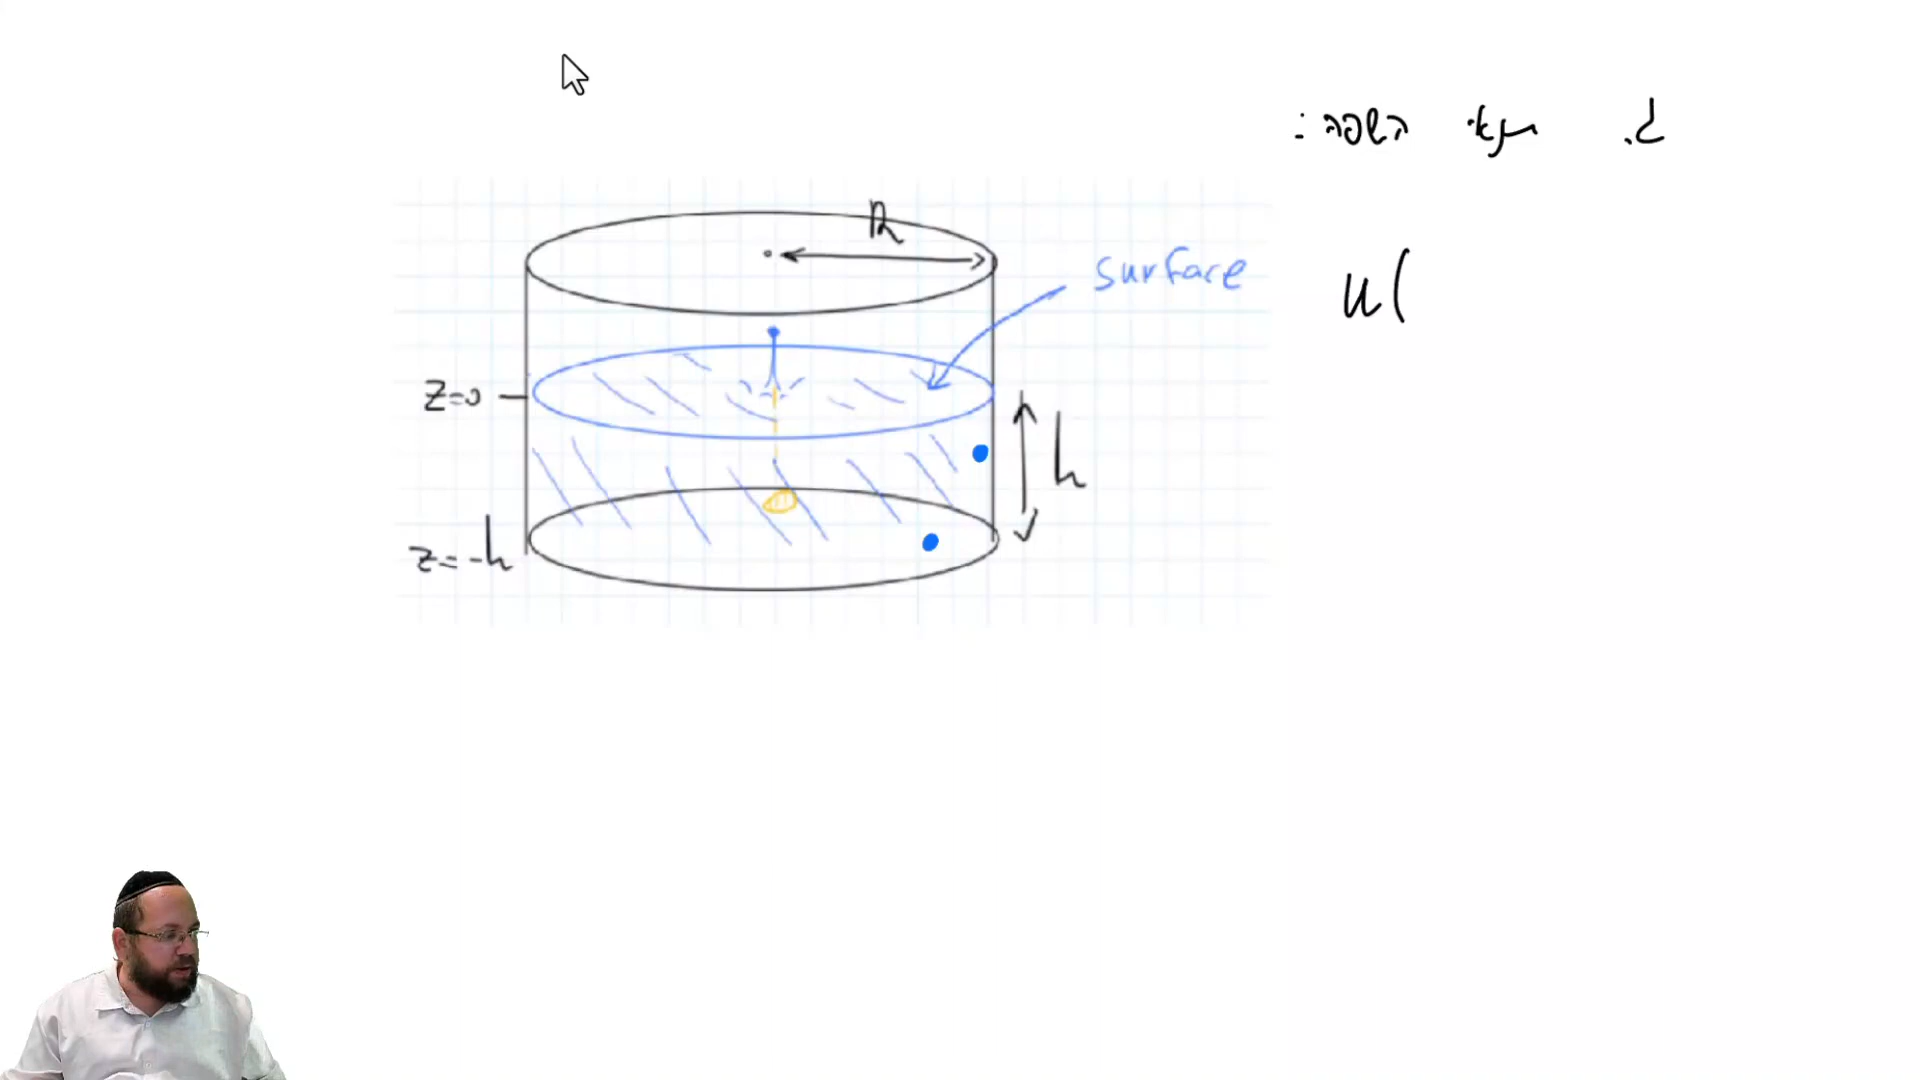 ג. תנאי השפה:
R
surface
u(
z=0
h
z=-h